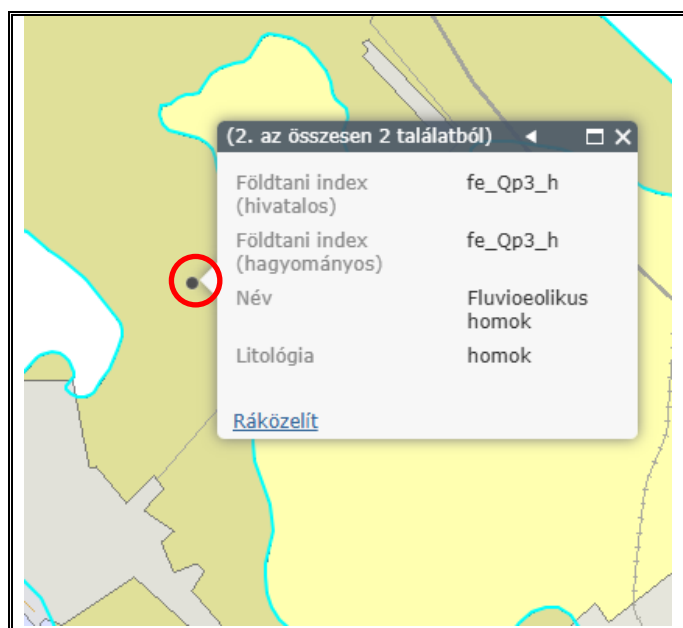 (2. az összesen 2 találatból)
Földtani index (hivatalos) fe_Qp3_h
Földtani index (hagyományos) fe_Qp3_h
Név Fluvioeolikus homok
Litológia homok
Ráközelít